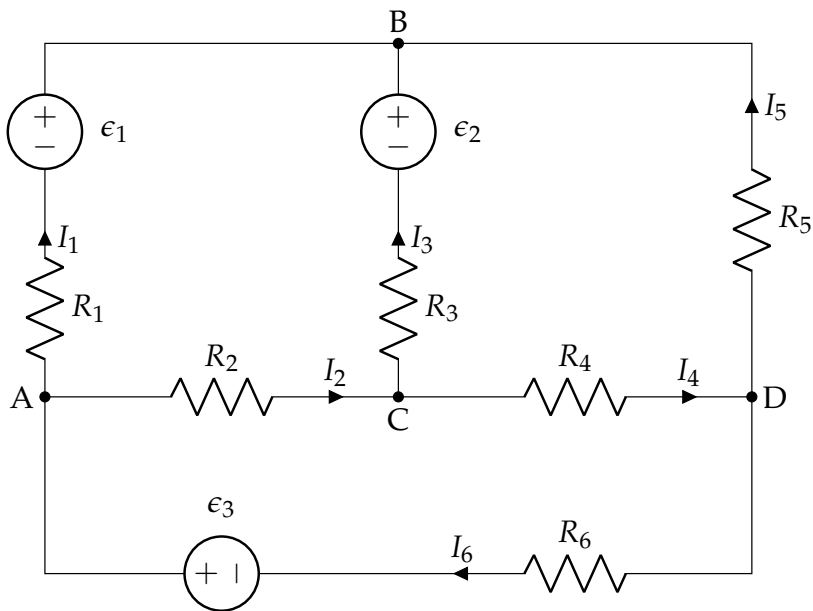 B
+
−
ϵ1
+
−
ϵ2
I5
I1
I3
R5
R1
R3
R2
R4
I2
I4
A
C
D
ϵ3
R6
I6
+ −